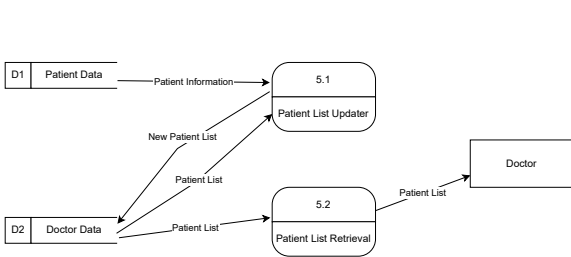 D1 Patient Data
Patient Information
5.1
Patient List Updater
New Patient List
Patient List
D2 Doctor Data
Patient List
5.2
Patient List Retrieval
Patient List
Doctor